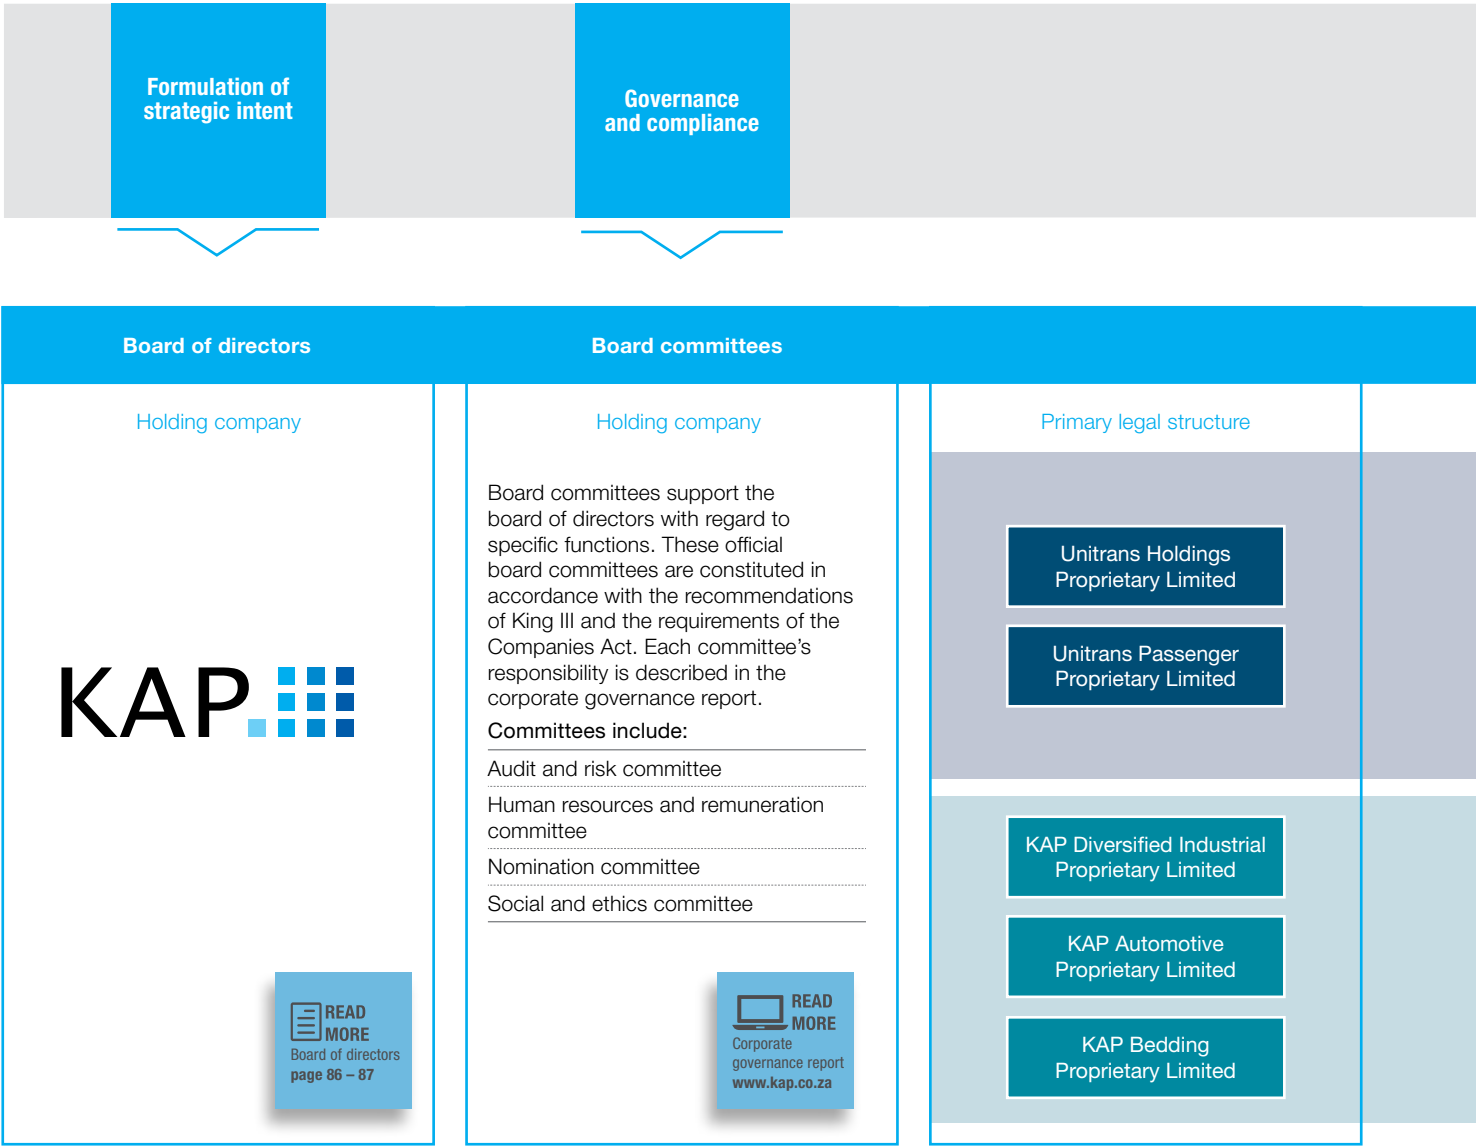 Formulation of
strategic intent
Governance
and compliance
Board of directors
Holding company
KAP
READ
MORE
Board of directors
page 86 – 87
Board committees
Holding company
Board committees support the
board of directors with regard to
specific functions. These official
board committees are constituted in
accordance with the recommendations
of King III and the requirements of the
Companies Act. Each committee’s
responsibility is described in the
corporate governance report.
Committees include:
Audit and risk committee
Human resources and remuneration
committee
Nomination committee
Social and ethics committee
READ
MORE
Corporate
governance report
www.kap.co.za
Primary legal structure
Unitrans Holdings
Proprietary Limited
Unitrans Passenger
Proprietary Limited
KAP Diversified Industrial
Proprietary Limited
KAP Automotive
Proprietary Limited
KAP Bedding
Proprietary Limited